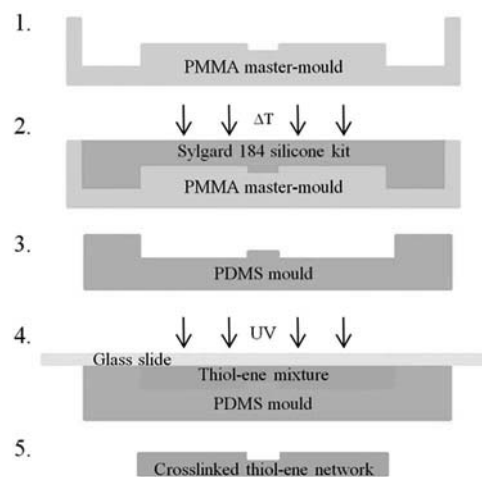 1.
PMMA master-mould
ΔT
2.
Sylgard 184 silicone kit
PMMA master-mould
3.
PDMS mould
4.
UV
Glass slide
Thiol-ene mixture
PDMS mould
5.
Crosslinked thiol-ene network